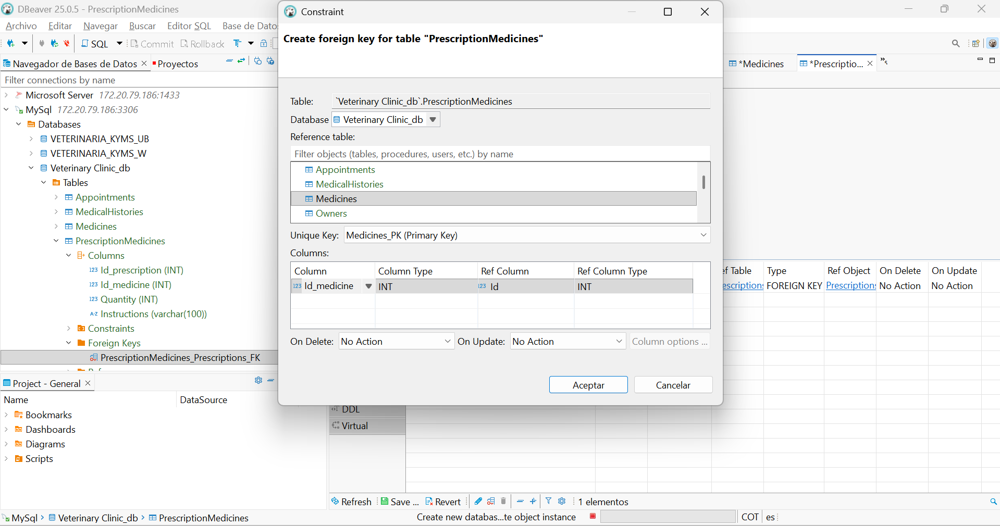 DBeaver 25.0.5 - PrescriptionMedicines
Archivo Editar Navegar Buscar Editor SQL Base de Dato
SQL Commit Rollback
Navegador de Bases de Datos
Proyectos
Filter connections by name
Microsoft Server 172.20.79.186:1433
MySql 172.20.79.186:3306
Databases
VETERINARIA_KYMS_UB
VETERINARIA_KYMS_W
Veterinary Clinic_db
Tables
Appointments
MedicalHistories
Medicines
PrescriptionMedicines
Columns
123 Id_prescription (INT)
123 Id_medicine (INT)
123 Quantity (INT)
A-Z Instructions (varchar(100))
Constraints
Foreign Keys
PrescriptionMedicines_Prescriptions_FK
Project - General
Name DataSource
Bookmarks
Dashboards
Diagrams
Scripts
Constraint
Create foreign key for table "PrescriptionMedicines"
Table: `Veterinary Clinic_db`.PrescriptionMedicines
Database Veterinary Clinic_db
Reference table:
Filter objects (tables, procedures, users, etc.) by name
Appointments
MedicalHistories
Medicines
Owners
Unique Key: Medicines_PK (Primary Key)
Columns:
Column Column Type Ref Column Ref Column Type
123 Id_medicine INT 123 Id INT
On Delete: No Action On Update: No Action Column options ...
Aceptar Cancelar
*Medicines
*Prescriptio...
»5
ef Table Type Ref Object On Delete On Update
escriptions FOREIGN KEY Prescriptions No Action No Action
DDL
Virtual
Refresh Save ... Revert 1 elementos
MySql Veterinary Clinic_db PrescriptionMedicines
Create new databas...te object instance
COT es